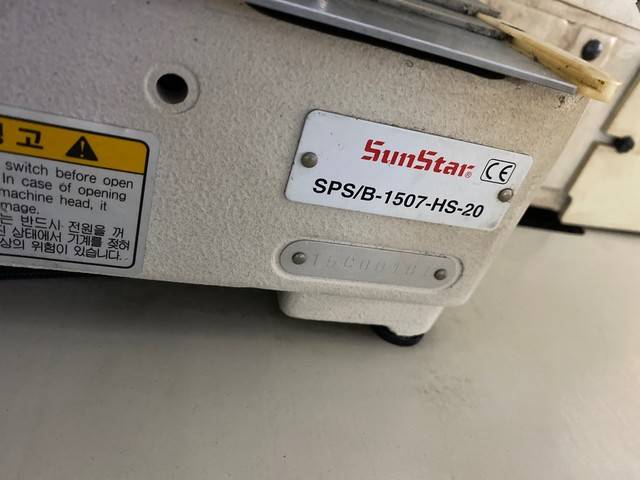 경고
switch before open
In case of opening
machine head, it
mage.
는 반드시 전원을 꺼
진 상태에서 기계를 젖혀
상의 위험이 있습니다.
SunStar® CE
SPS/B-1507-HS-20